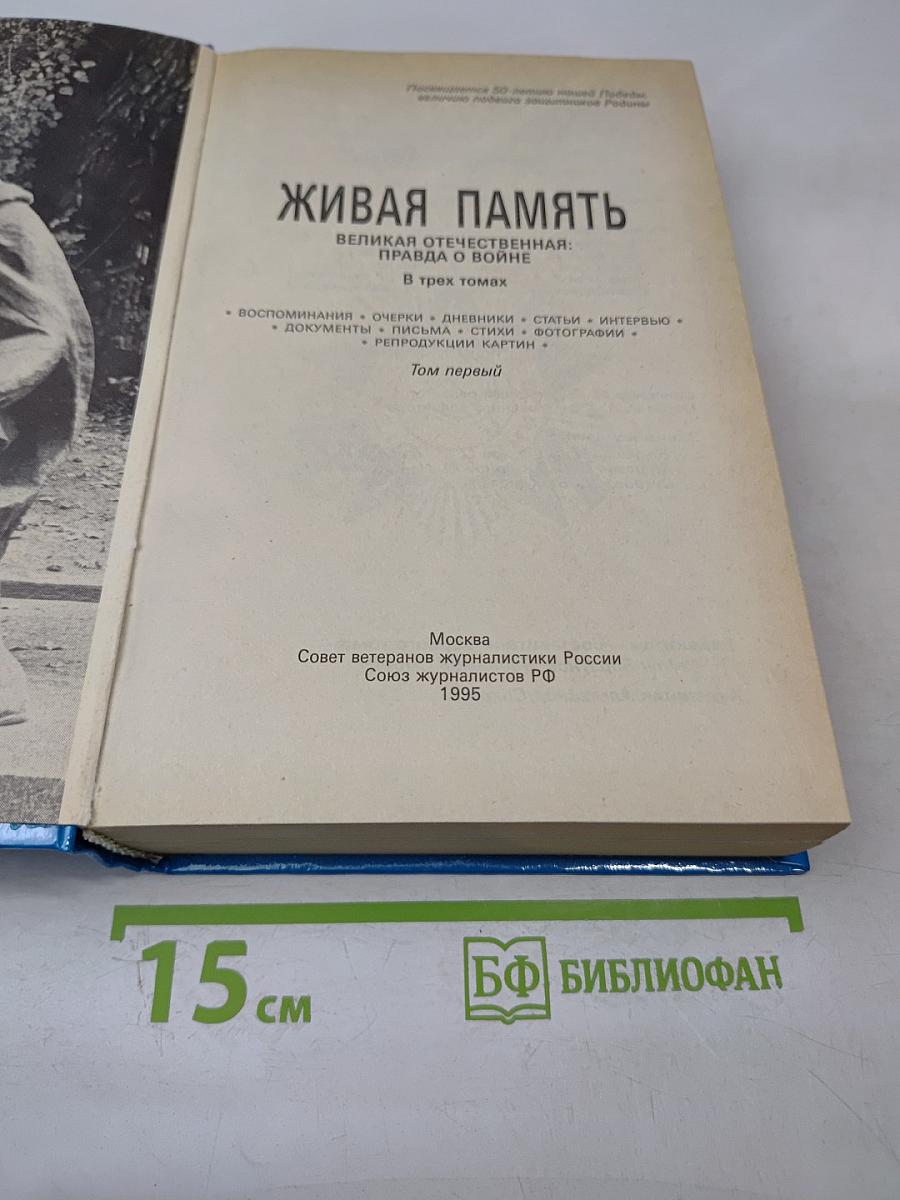 Посвящается 50-летию нашей Победы,
величию подвига защитников Родины
ЖИВАЯ ПАМЯТЬ
ВЕЛИКАЯ ОТЕЧЕСТВЕННАЯ:
ПРАВДА О ВОЙНЕ
В трех томах
• ВОСПОМИНАНИЯ • ОЧЕРКИ • ДНЕВНИКИ • СТАТЬИ • ИНТЕРВЬЮ •
• ДОКУМЕНТЫ • ПИСЬМА • СТИХИ • ФОТОГРАФИИ •
• РЕПРОДУКЦИИ КАРТИН •
Том первый
Москва
Совет ветеранов журналистики России
Союз журналистов РФ
1995
15 см
БФ БИБЛИОФАН